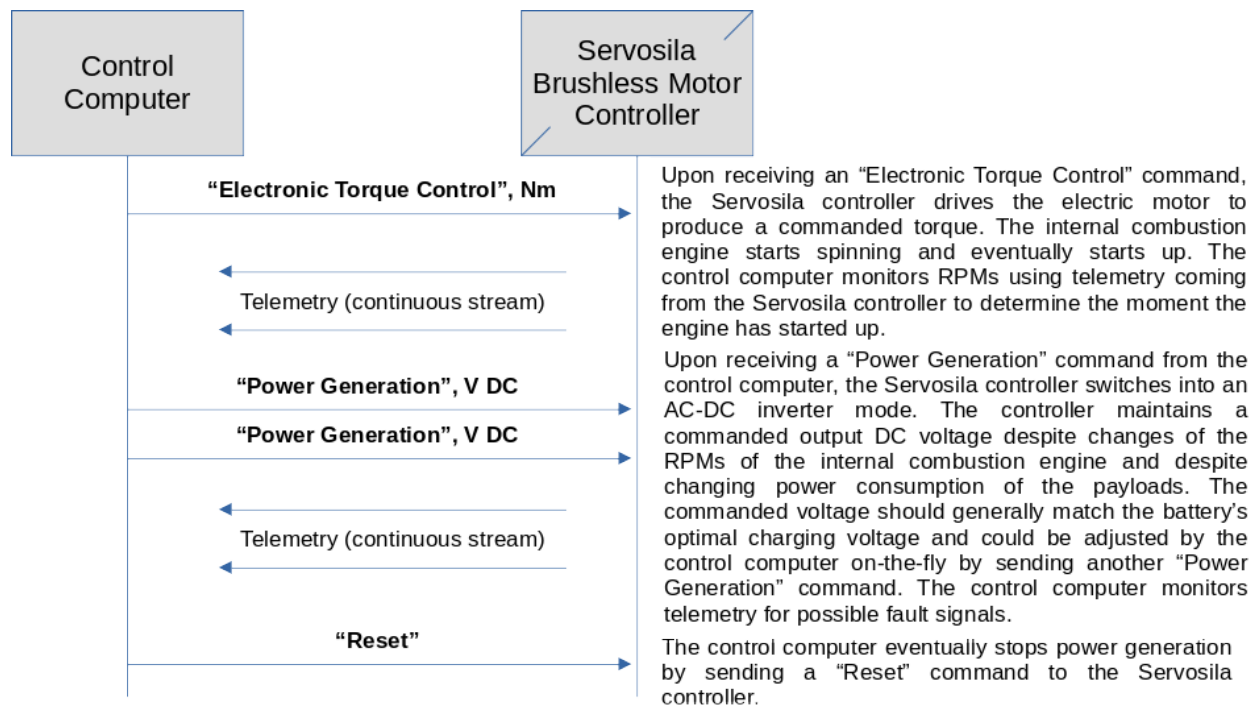 Control
Computer
Servosila
Brushless Motor
Controller
“Electronic Torque Control”, Nm
Upon receiving an “Electronic Torque Control” command,
the Servosila controller drives the electric motor to
produce a commanded torque. The internal combustion
engine starts spinning and eventually starts up. The
control computer monitors RPMs using telemetry coming
from the Servosila controller to determine the moment the
engine has started up.
Telemetry (continuous stream)
“Power Generation”, V DC
“Power Generation”, V DC
Upon receiving a “Power Generation” command from the
control computer, the Servosila controller switches into an
AC-DC inverter mode. The controller maintains a
commanded output DC voltage despite changes of the
RPMs of the internal combustion engine and despite
changing power consumption of the payloads. The
commanded voltage should generally match the battery’s
optimal charging voltage and could be adjusted by the
control computer on-the-fly by sending another “Power
Generation” command. The control computer monitors
telemetry for possible fault signals.
Telemetry (continuous stream)
“Reset”
The control computer eventually stops power generation
by sending a “Reset” command to the Servosila
controller.